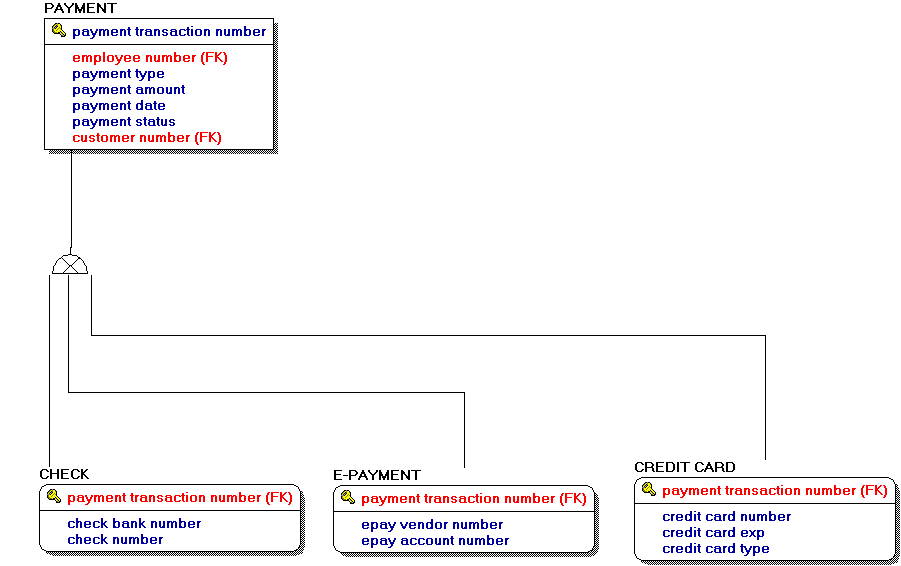 PAYMENT
payment transaction number
employee number (FK)
payment type
payment amount
payment date
payment status
customer number (FK)
CHECK
payment transaction number (FK)
check bank number
check number
E-PAYMENT
payment transaction number (FK)
epay vendor number
epay account number
CREDIT CARD
payment transaction number (FK)
credit card number
credit card exp
credit card type